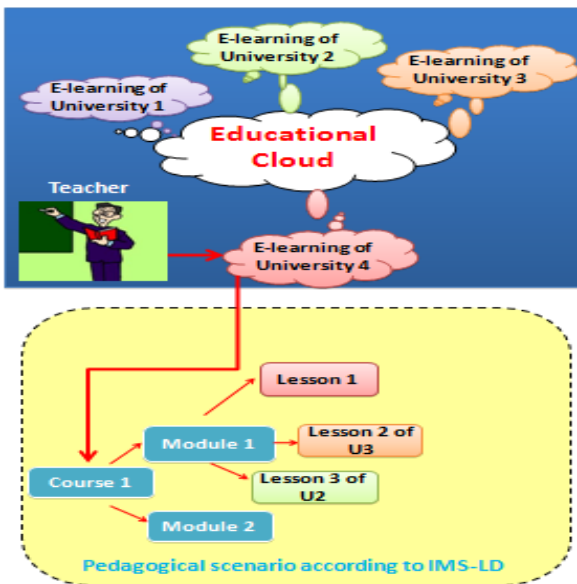 E-learning of
University 2
E-learning of
University 3
E-learning of
University 1
Educational
Cloud
Teacher
E-learning of
University 4
Lesson 1
Module 1
Lesson 2 of
U3
Course 1
Lesson 3 of
U2
Module 2
Pedagogical scenario according to IMS-LD